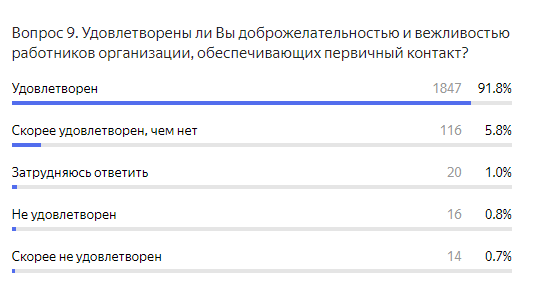 Вопрос 9. Удовлетворены ли Вы доброжелательностью и вежливостью
работников организации, обеспечивающих первичный контакт?
Удовлетворен 1847 91.8%
Скорее удовлетворен, чем нет 116 5.8%
Затрудняюсь ответить 20 1.0%
Не удовлетворен 16 0.8%
Скорее не удовлетворен 14 0.7%